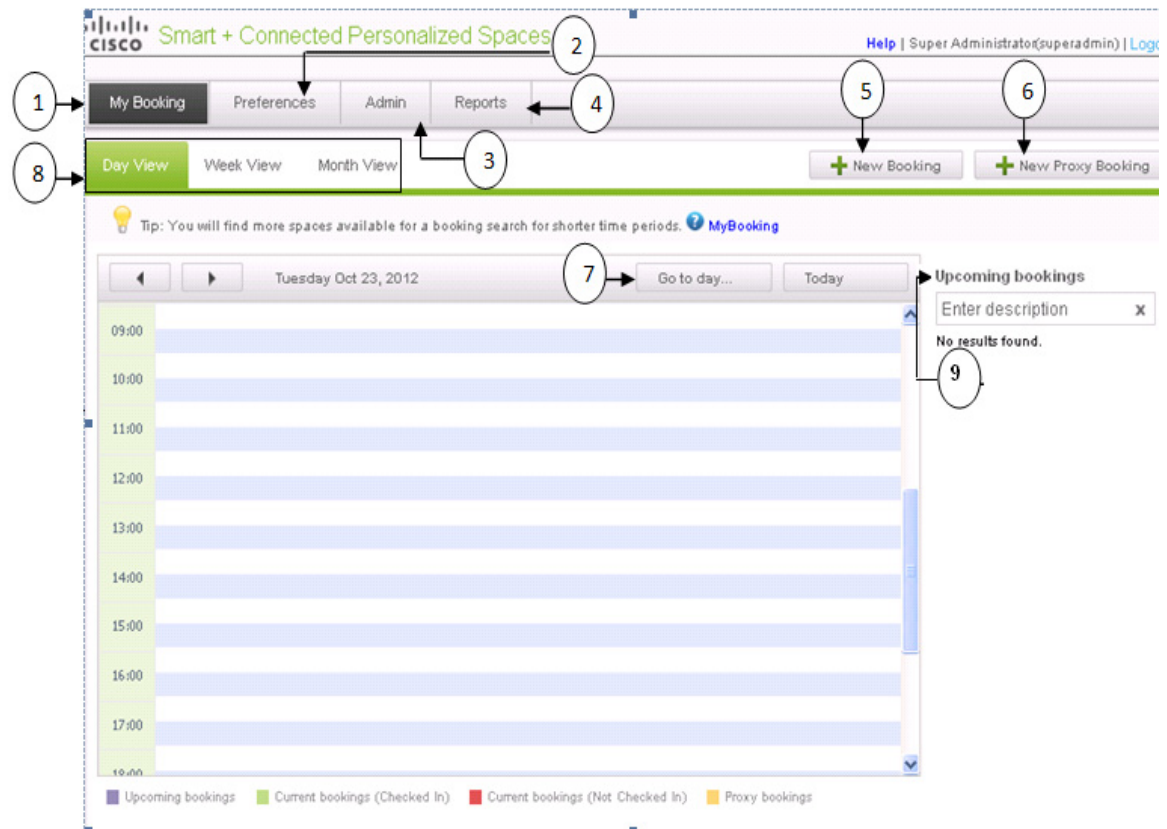 CISCO Smart + Connected Personalized Spaces
2
Help | Super Administrator(superadmin) | Logo
1
My Booking Preferences Admin Reports
4
5
6
3
8
Day View Week View Month View
New Booking New Proxy Booking
Tip: You will find more spaces available for a booking search for shorter time periods. ? MyBooking
Tuesday Oct 23, 2012
7
Go to day... Today
Upcoming bookings
Enter description x
No results found.
9
09:00
10:00
11:00
12:00
13:00
14:00
15:00
16:00
17:00
18:00
Upcoming bookings Current bookings (Checked In) Current bookings (Not Checked In) Proxy bookings